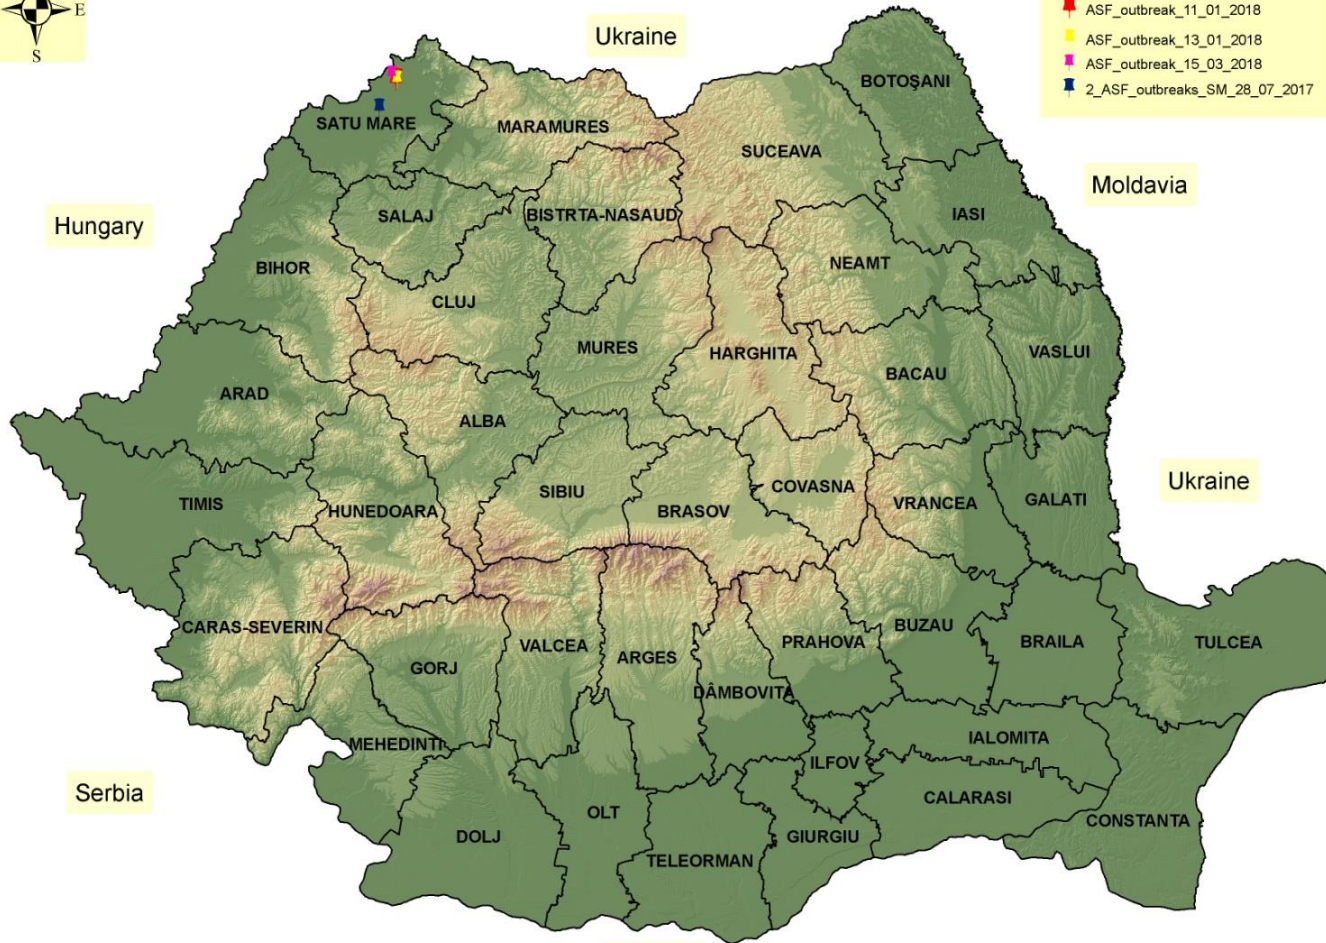 E
S
ASF_outbreak_11_01_2018
ASF_outbreak_13_01_2018
ASF_outbreak_15_03_2018
2_ASF_outbreaks_SM_28_07_2017
Ukraine
BOTOȘANI
SATU MARE
MARAMURES
SUCEAVA
Moldavia
Hungary
SALAJ
BISTRTA-NASAUD
IASI
BIHOR
NEAMT
CLUJ
MURES
HARGHITA
VASLUI
BACAU
ARAD
ALBA
Ukraine
TIMIS
HUNEDOARA
SIBIU
BRASOV
COVASNA
VRANCEA
GALATI
CARAS-SEVERIN
GORJ
VALCEA
ARGES
PRAHOVA
BUZAU
BRAILA
TULCEA
DÂMBOVITA
MEHEDINTI
ILFOV
IALOMITA
Serbia
CALARASI
DOLJ
OLT
TELEORMAN
GIURGIU
CONSTANTA